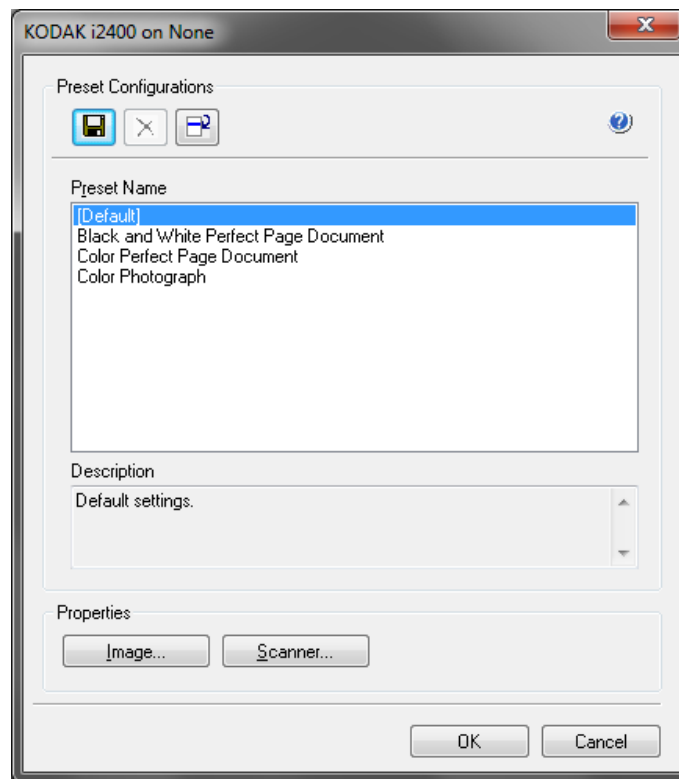 KODAK i2400 on None
Preset Configurations
Preset Name
[Default]
Black and White Perfect Page Document
Color Perfect Page Document
Color Photograph
Description
Default settings.
Properties
Image... Scanner...
OK Cancel